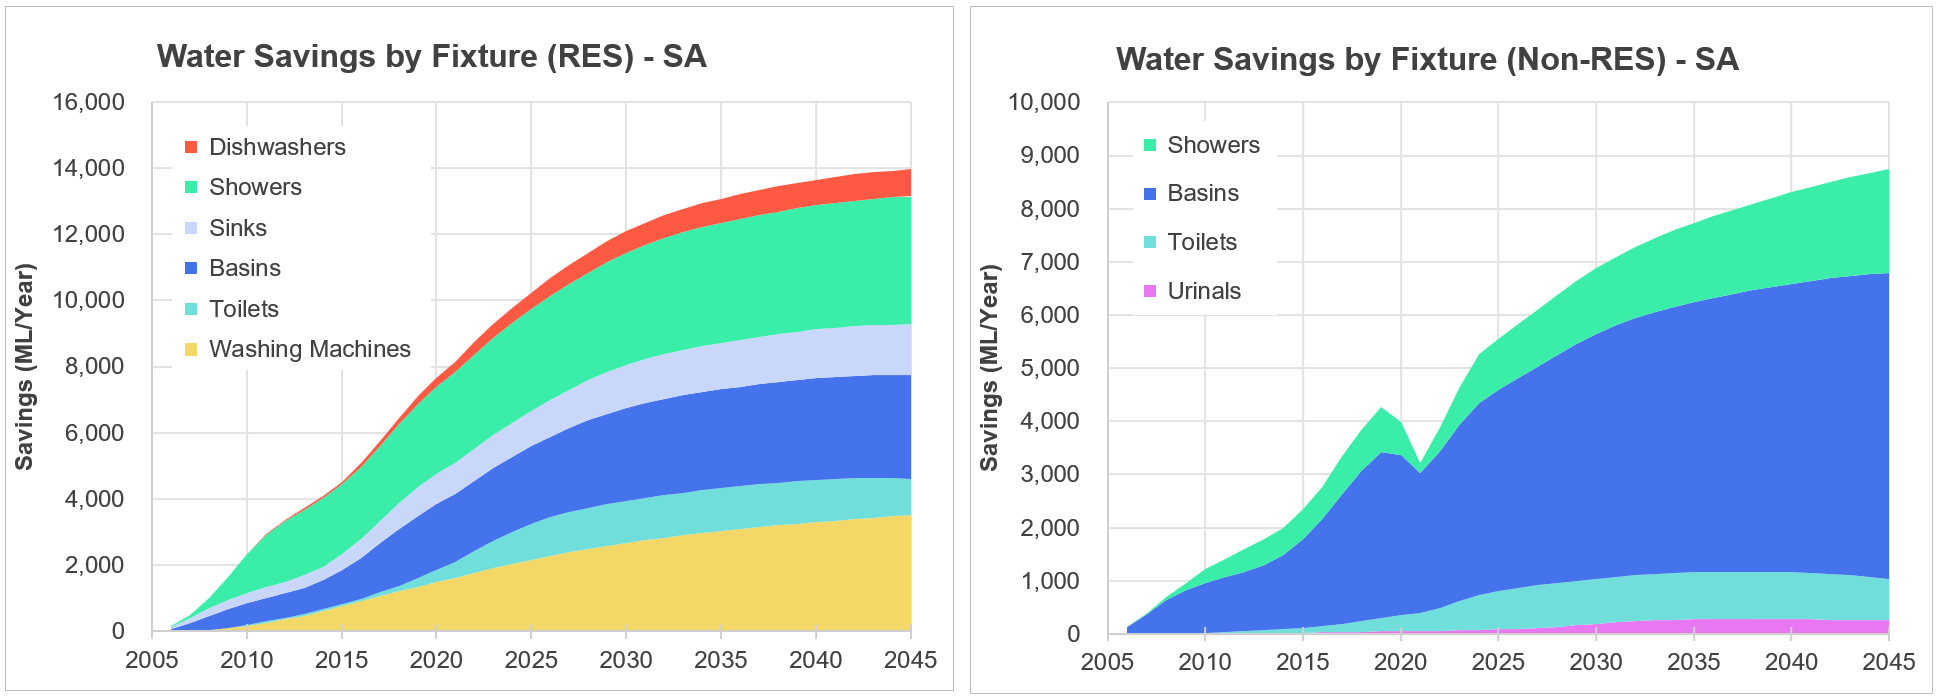 Water Savings by Fixture (RES) - SA
Savings (ML/Year)
16,000
14,000
12,000
10,000
8,000
6,000
4,000
2,000
0
Dishwashers
Showers
Sinks
Basins
Toilets
Washing Machines
2005 2010 2015 2020 2025 2030 2035 2040 2045
Water Savings by Fixture (Non-RES) - SA
Savings (ML/Year)
10,000
9,000
8,000
7,000
6,000
5,000
4,000
3,000
2,000
1,000
0
Showers
Basins
Toilets
Urinals
2005 2010 2015 2020 2025 2030 2035 2040 2045